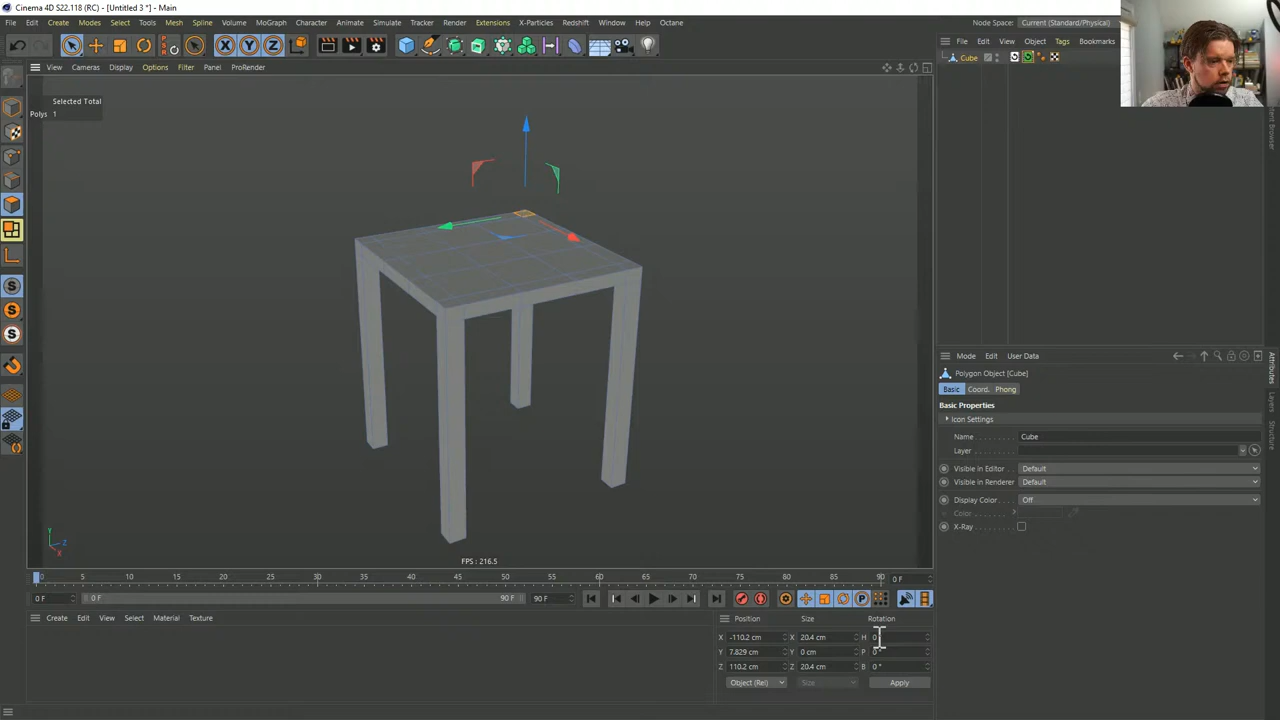 Cinema 4D S22.118 (RC) - [Untitled 3 *] - Main
File Edit Create Modes Select Tools Mesh Spline Volume MoGraph Character Animate Simulate Tracker Render Extensions X-Particles Redshift Window Help Octane
Node Space: Current (Standard/Physical)
File Edit View Object Tags Bookmarks
View Cameras Display Options Filter Panel ProRender
Cube
Selected Total
Polys 1
Content Browser
Mode Edit User Data
Polygon Object [Cube]
Basic Coord. Phong
Basic Properties
Icon Settings
Name Cube
Layer
Visible in Editor Default
Visible in Renderer Default
Display Color Off
Color
X-Ray
Attributes
Layers
Structure
Y
Z
X
FPS : 216.5
0 5 10 15 20 25 30 35 40 45 50 55 60 65 70 75 80 85 90 0 F
0 F 0 F 90 F 90 F
Create Edit View Select Material Texture
Position Size Rotation
X -110.2 cm X 20.4 cm H 0
Y 7.829 cm Y 0 cm P 0 °
Z 110.2 cm Z 20.4 cm B 0 °
Object (Rel) Size Apply